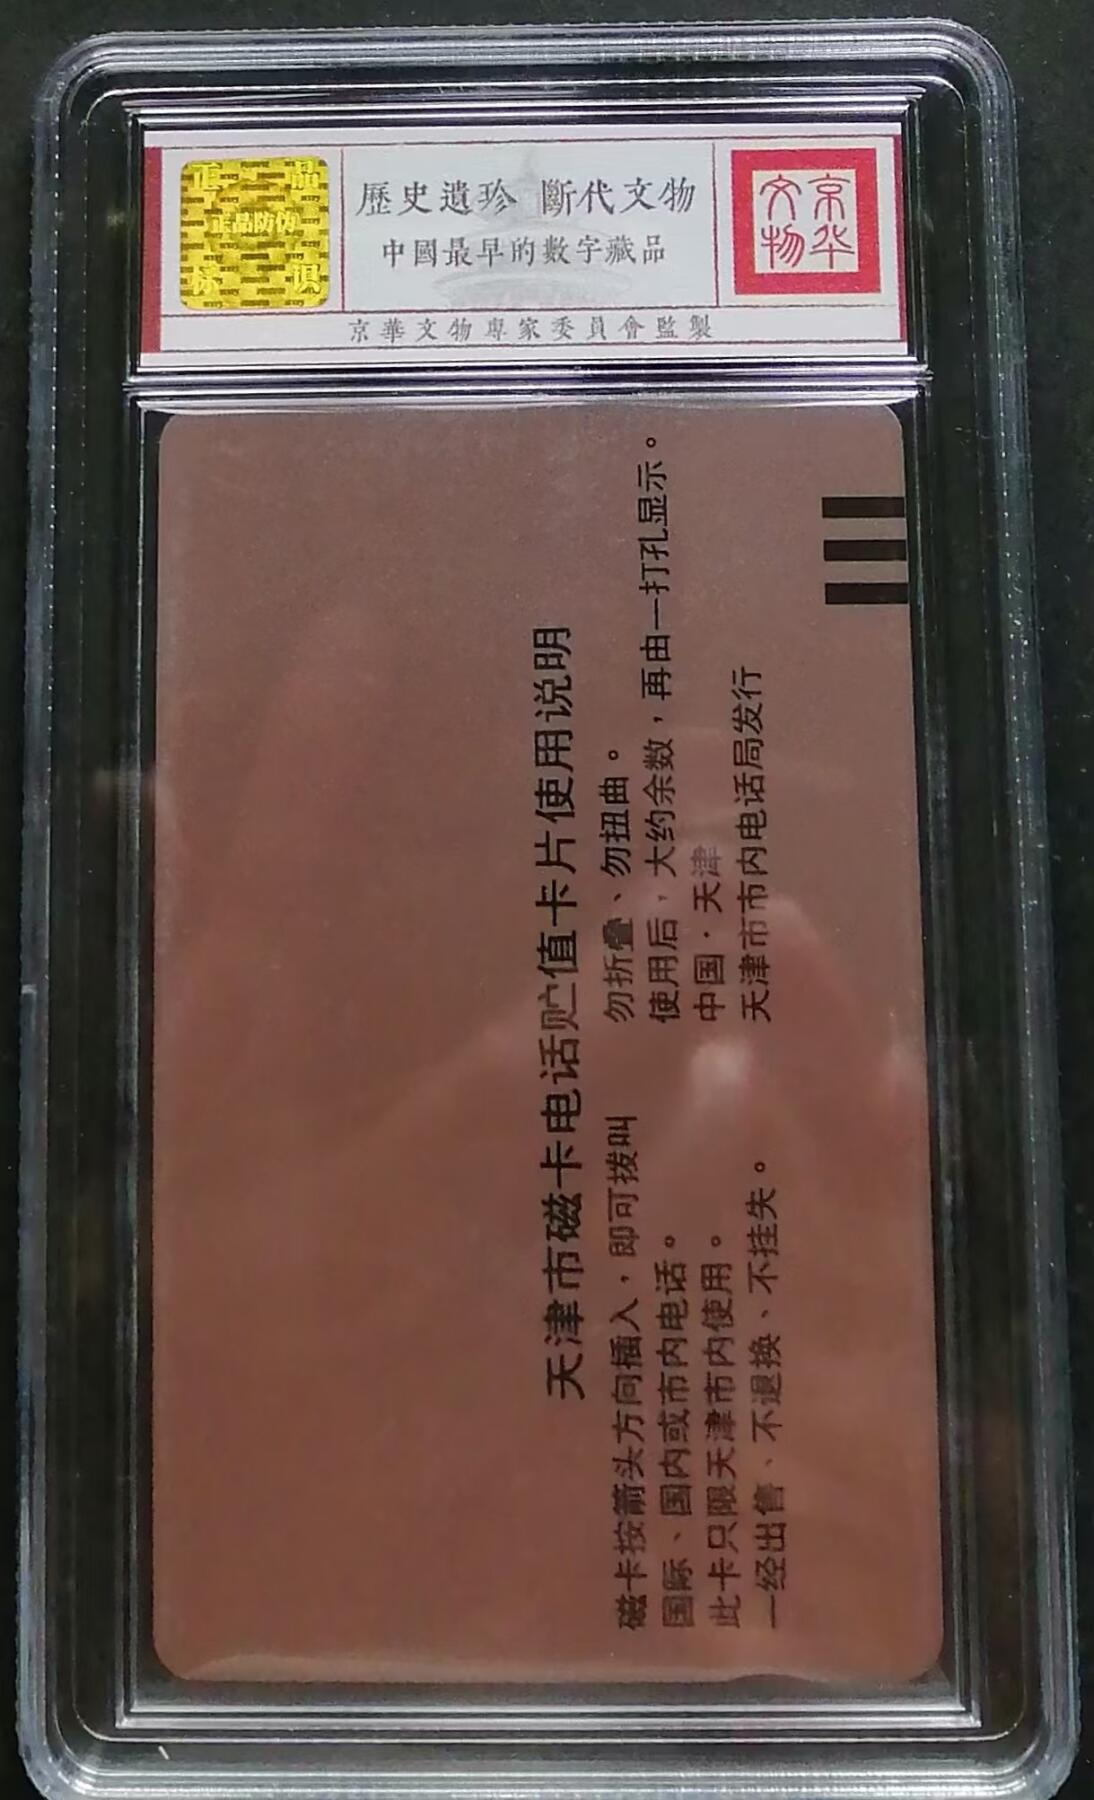 正 品
正品防伪
标 识
歷史遺珍 斷代文物
中國最早的數字藏品
京华
文物
京華文物專家委員會監製
天津市磁卡电话贮值卡片使用说明
磁卡按箭头方向插入，即可拨叫
国际、国内或市内电话。
此卡只限天津市内使用。
一经出售、不退换、不挂失。
勿折叠、勿扭曲。
使用后，大约余数，再由一打孔显示。
中国·天津
天津市市内电话局发行